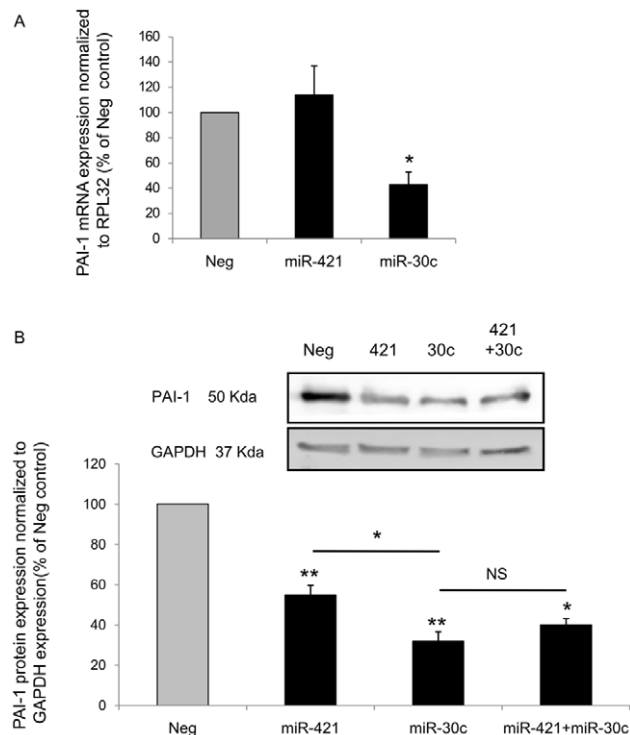 A
PAI-1 mRNA expression normalized
to RPL32 (% of Neg control)
160
140
120
100
80
60
40
20
0
*
Neg miR-421 miR-30c
B
Neg 421 30c 421
+30c
PAI-1 50 Kda
GAPDH 37 Kda
PAI-1 protein expression normalized to
GAPDH expression(% of Neg control)
120
100
80
60
40
20
0
*
NS
**
**
*
Neg miR-421 miR-30c miR-421+miR-30c